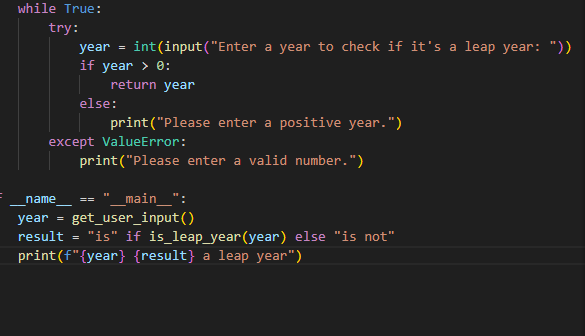 while True:
try:
year = int(input("Enter a year to check if it's a leap year: "))
if year > 0:
return year
else:
print("Please enter a positive year.")
except ValueError:
print("Please enter a valid number.")
__name__ == "__main__":
year = get_user_input()
result = "is" if is_leap_year(year) else "is not"
print(f"{year} {result} a leap year")